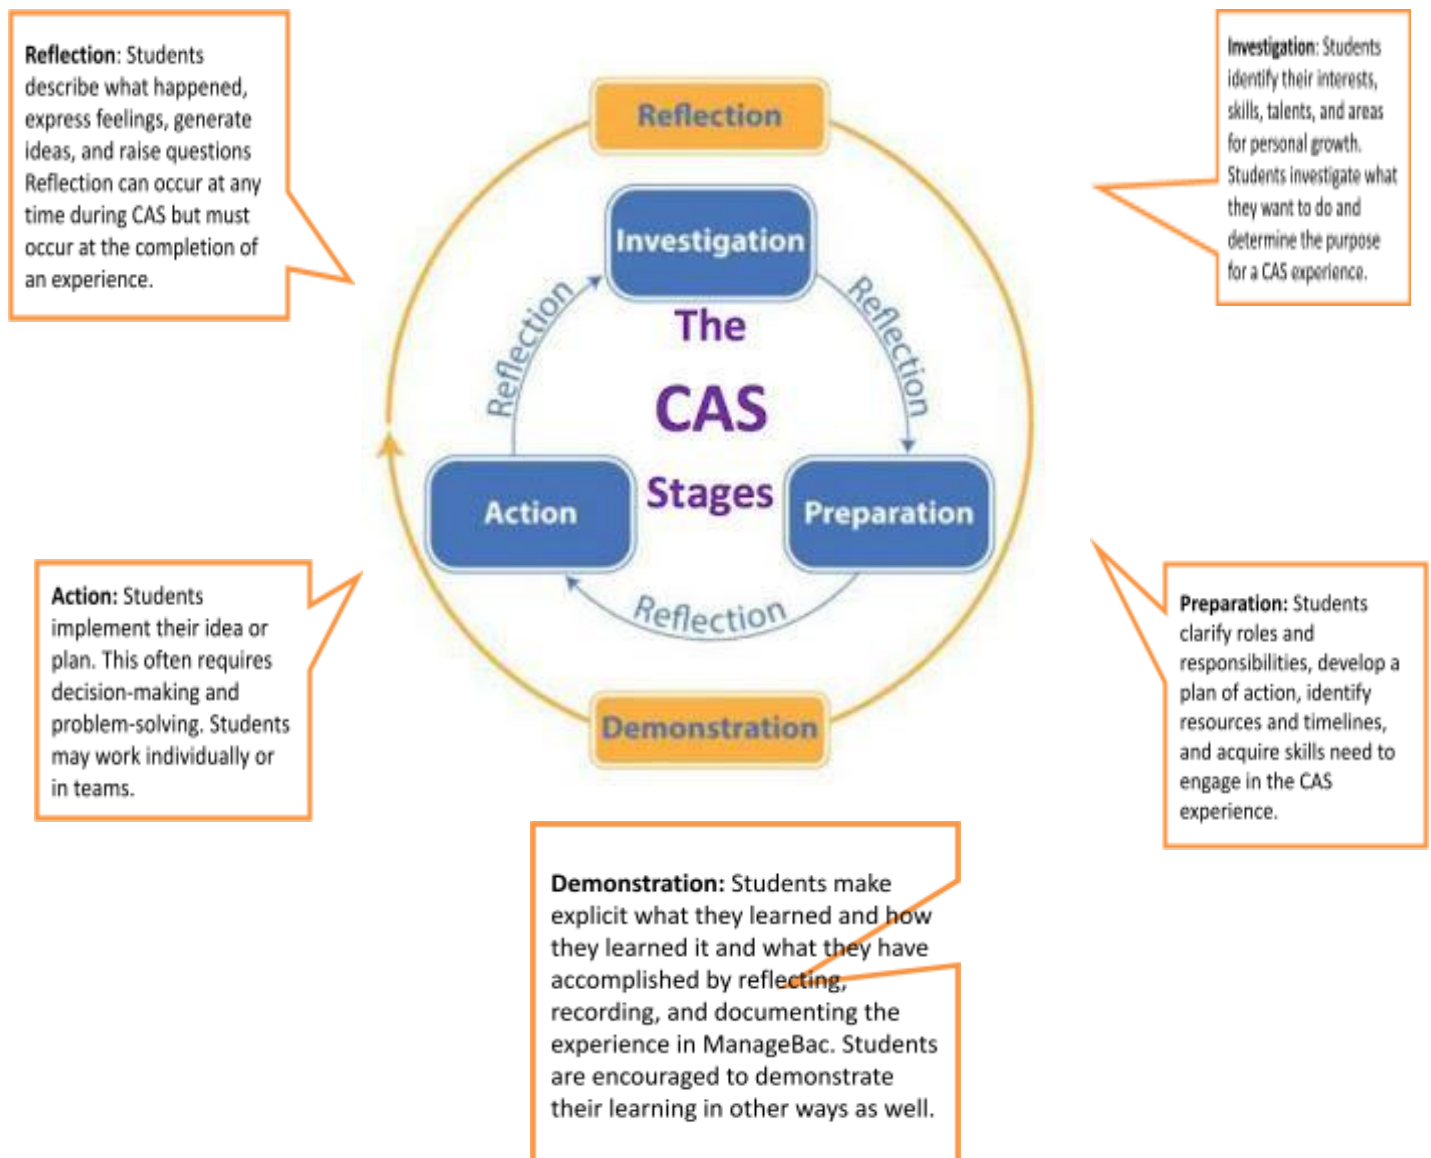 Reflection: Students
describe what happened,
express feelings, generate
ideas, and raise questions
Reflection can occur at any
time during CAS but must
occur at the completion of
an experience.
Investigation: Students
identify their interests,
skills, talents, and areas
for personal growth.
Students investigate what
they want to do and
determine the purpose
for a CAS experience.
Reflection
Investigation
Reflection
Reflection
The
CAS
Stages
Action
Preparation
Reflection
Demonstration
Action: Students
implement their idea or
plan. This often requires
decision-making and
problem-solving. Students
may work individually or
in teams.
Preparation: Students
clarify roles and
responsibilities, develop a
plan of action, identify
resources and timelines,
and acquire skills need to
engage in the CAS
experience.
Demonstration: Students make
explicit what they learned and how
they learned it and what they have
accomplished by reflecting,
recording, and documenting the
experience in ManageBac. Students
are encouraged to demonstrate
their learning in other ways as well.